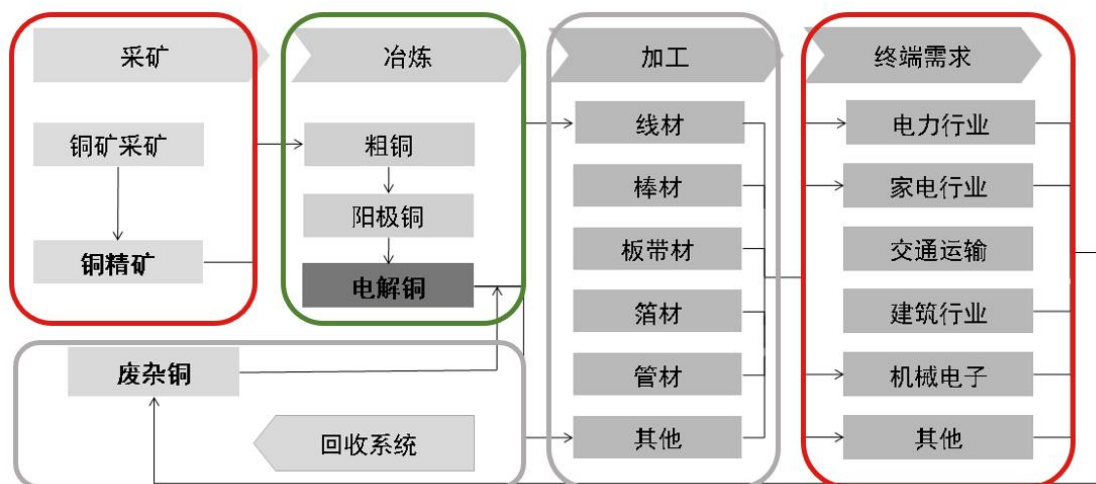 采矿
冶炼
加工
终端需求
铜矿采矿
铜精矿
粗铜
阳极铜
电解铜
线材
棒材
板带材
箔材
管材
其他
电力行业
家电行业
交通运输
建筑行业
机械电子
其他
废杂铜
回收系统